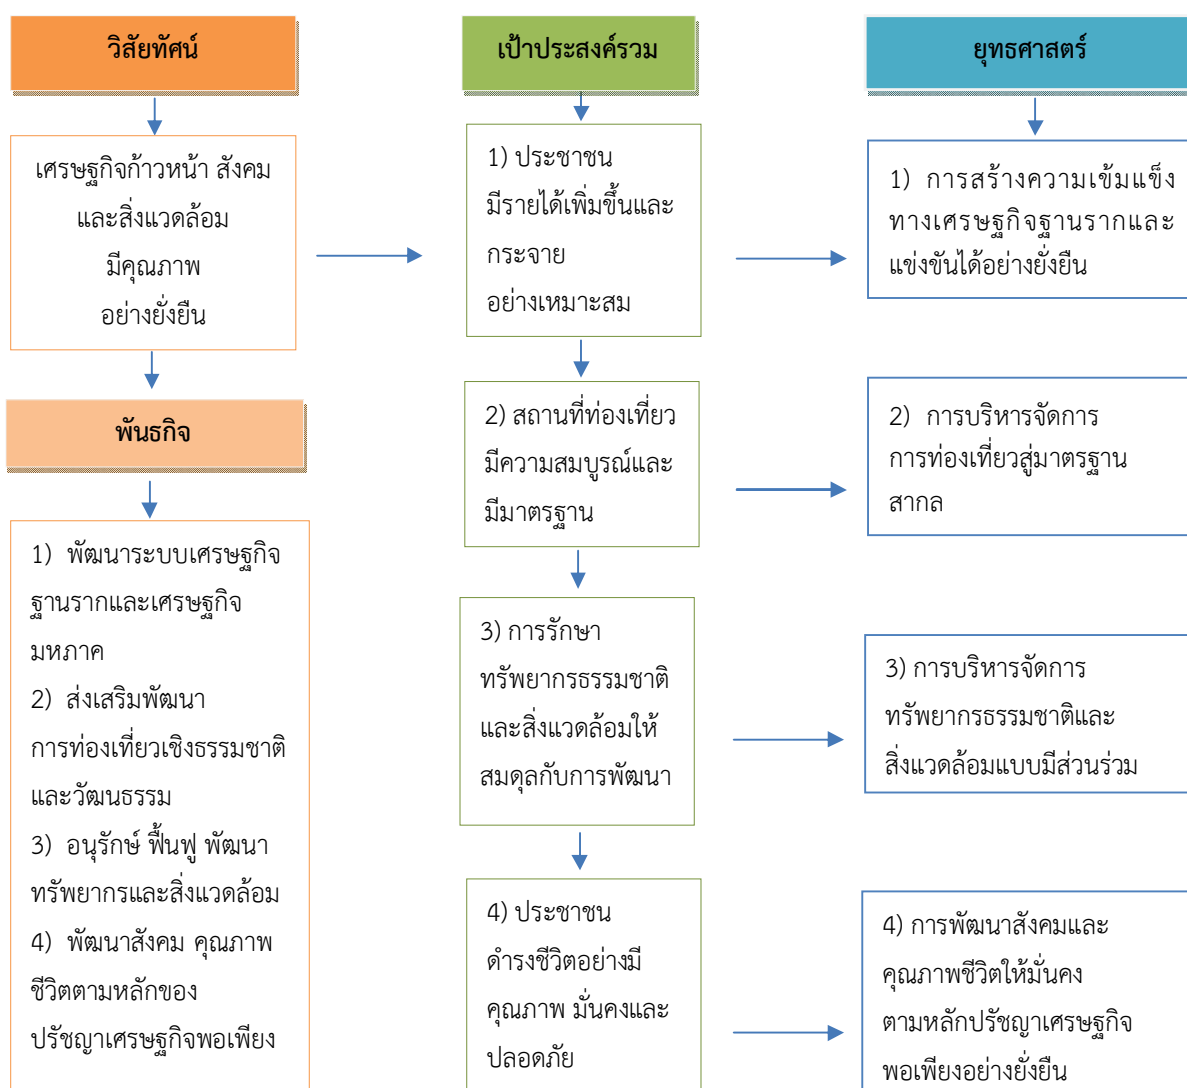 วิสัยทัศน์
เศรษฐกิจก้าวหน้า สังคม
และสิ่งแวดล้อม
มีคุณภาพ
อย่างยั่งยืน
พันธกิจ
1) พัฒนาระบบเศรษฐกิจ
ฐานรากและเศรษฐกิจ
มหภาค
2) ส่งเสริมพัฒนา
การท่องเที่ยวเชิงธรรมชาติ
และวัฒนธรรม
3) อนุรักษ์ ฟื้นฟู พัฒนา
ทรัพยากรและสิ่งแวดล้อม
4) พัฒนาสังคม คุณภาพ
ชีวิตตามหลักของ
ปรัชญาเศรษฐกิจพอเพียง
เป้าประสงค์รวม
1) ประชาชน
มีรายได้เพิ่มขึ้นและ
กระจาย
อย่างเหมาะสม
2) สถานที่ท่องเที่ยว
มีความสมบูรณ์และ
มีมาตรฐาน
3) การรักษา
ทรัพยากรธรรมชาติ
และสิ่งแวดล้อมให้
สมดุลกับการพัฒนา
4) ประชาชน
ดำรงชีวิตอย่างมี
คุณภาพ มั่นคงและ
ปลอดภัย
ยุทธศาสตร์
1) การสร้างความเข้มแข็ง
ทางเศรษฐกิจฐานรากและ
แข่งขันได้อย่างยั่งยืน
2) การบริหารจัดการ
การท่องเที่ยวสู่มาตรฐาน
สากล
3) การบริหารจัดการ
ทรัพยากรธรรมชาติและ
สิ่งแวดล้อมแบบมีส่วนร่วม
4) การพัฒนาสังคมและ
คุณภาพชีวิตให้มั่นคง
ตามหลักปรัชญาเศรษฐกิจ
พอเพียงอย่างยั่งยืน